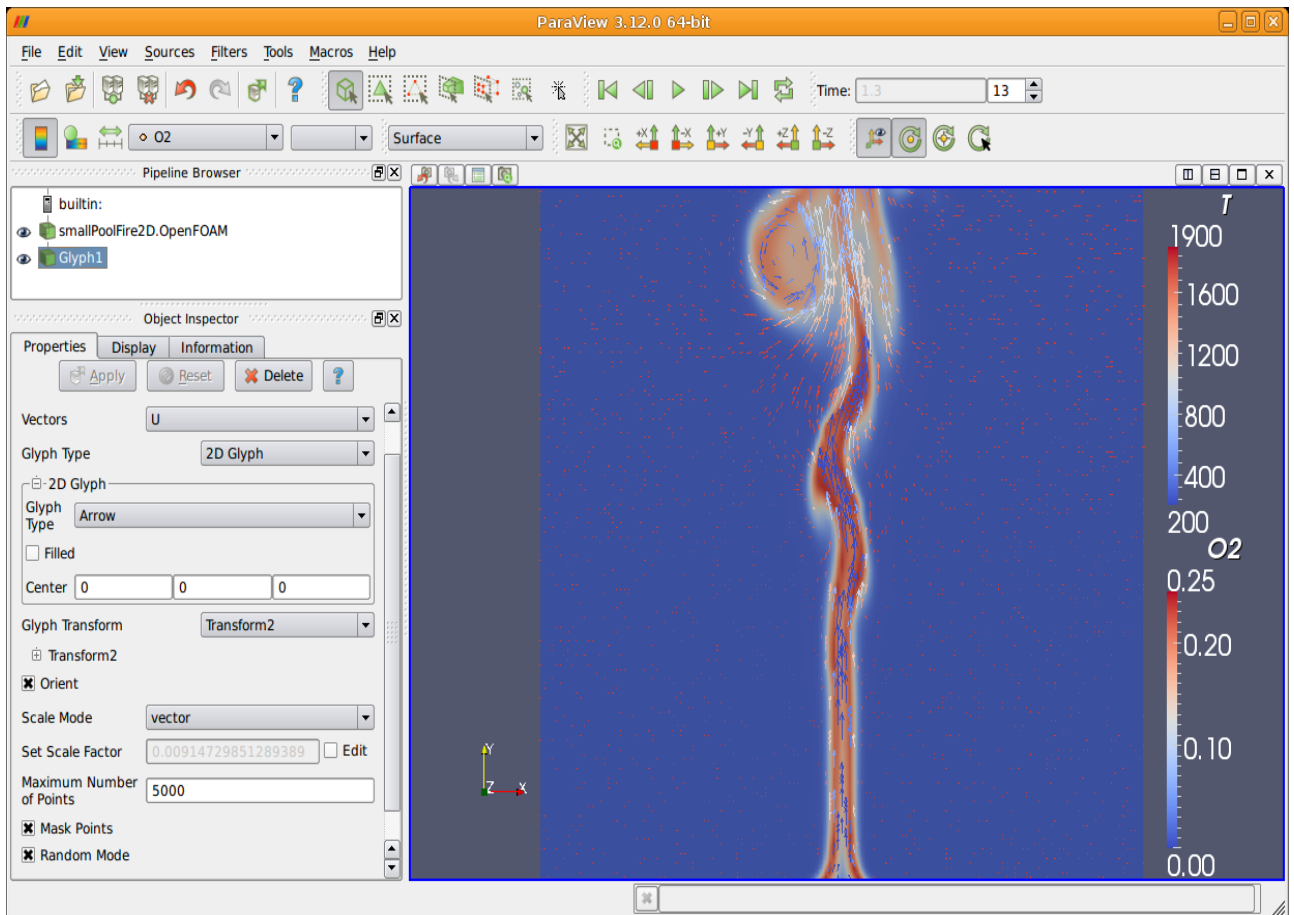 ParaView 3.12.0 64-bit
File Edit View Sources Filters Tools Macros Help
? +X -X +Y -Y +Z -Z Time: 1.3 13
O2 Surface
Pipeline Browser
builtin:
smallPoolFire2D.OpenFOAM
Glyph1
Object Inspector
Properties Display Information
Apply Reset Delete ?
Vectors U
Glyph Type 2D Glyph
2D Glyph
Glyph Type Arrow
Filled
Center 0 0 0
Glyph Transform Transform2
Transform2
Orient
Scale Mode vector
Set Scale Factor 0.00914729851289389 Edit
Maximum Number of Points 5000
Mask Points
Random Mode
Y
Z X
T
1900
1600
1200
800
400
200
O2
0.25
0.20
0.10
0.00